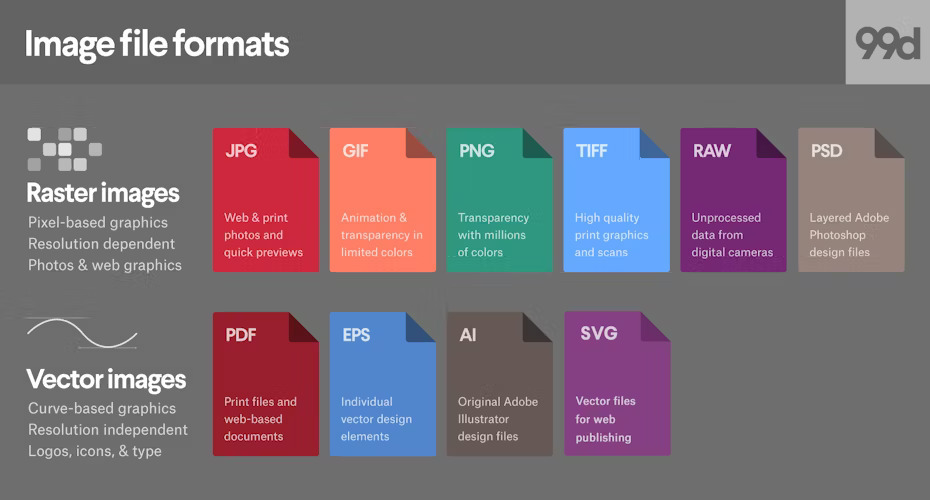 Image file formats
99d
Raster images
Pixel-based graphics
Resolution dependent
Photos & web graphics
JPG
Web & print
photos and
quick previews
GIF
Animation &
transparency in
limited colors
PNG
Transparency
with millions
of colors
TIFF
High quality
print graphics
and scans
RAW
Unprocessed
data from
digital cameras
PSD
Layered Adobe
Photoshop
design files
Vector images
Curve-based graphics
Resolution independent
Logos, icons, & type
PDF
Print files and
web-based
documents
EPS
Individual
vector design
elements
AI
Original Adobe
Illustrator
design files
SVG
Vector files
for web
publishing